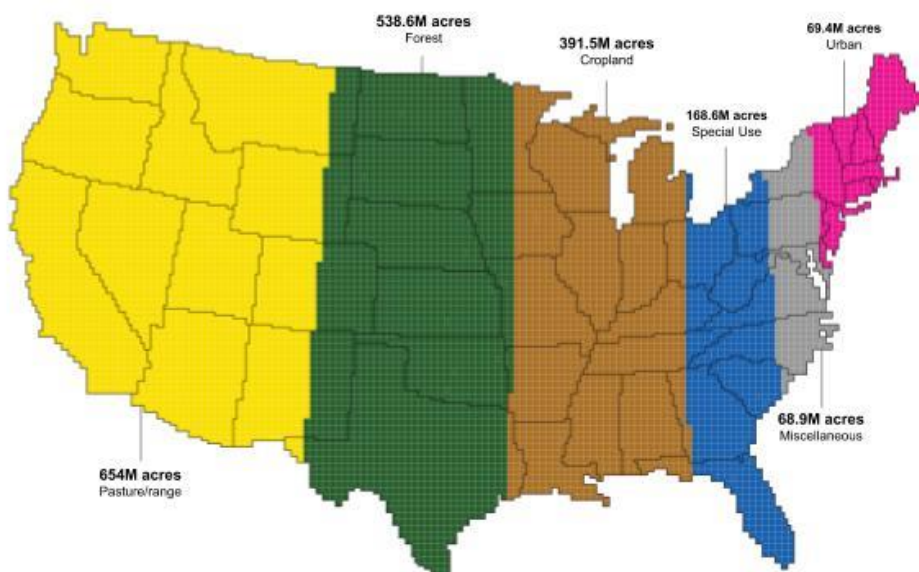 538.6M acres
Forest
391.5M acres
Cropland
69.4M acres
Urban
168.6M acres
Special Use
68.9M acres
Miscellaneous
654M acres
Pasture/range